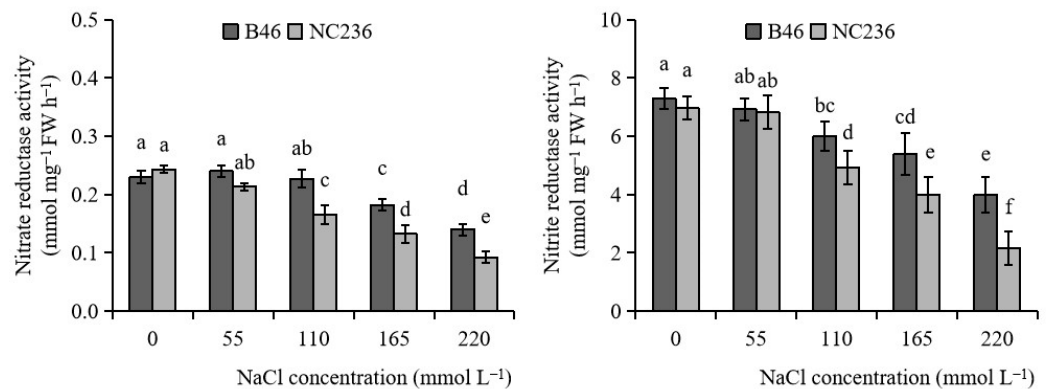 Nitrate reductase activity
(mmol mg⁻¹ FW h⁻¹)
0.5
0.4
0.3
0.2
0.1
0.0
B46 NC236
a a a ab ab c c d d e
0 55 110 165 220
NaCl concentration (mmol L⁻¹)
Nitrite reductase activity
(mmol mg⁻¹ FW h⁻¹)
10
8
6
4
2
0
B46 NC236
a a ab ab bc d cd e e f
0 55 110 165 220
NaCl concentration (mmol L⁻¹)